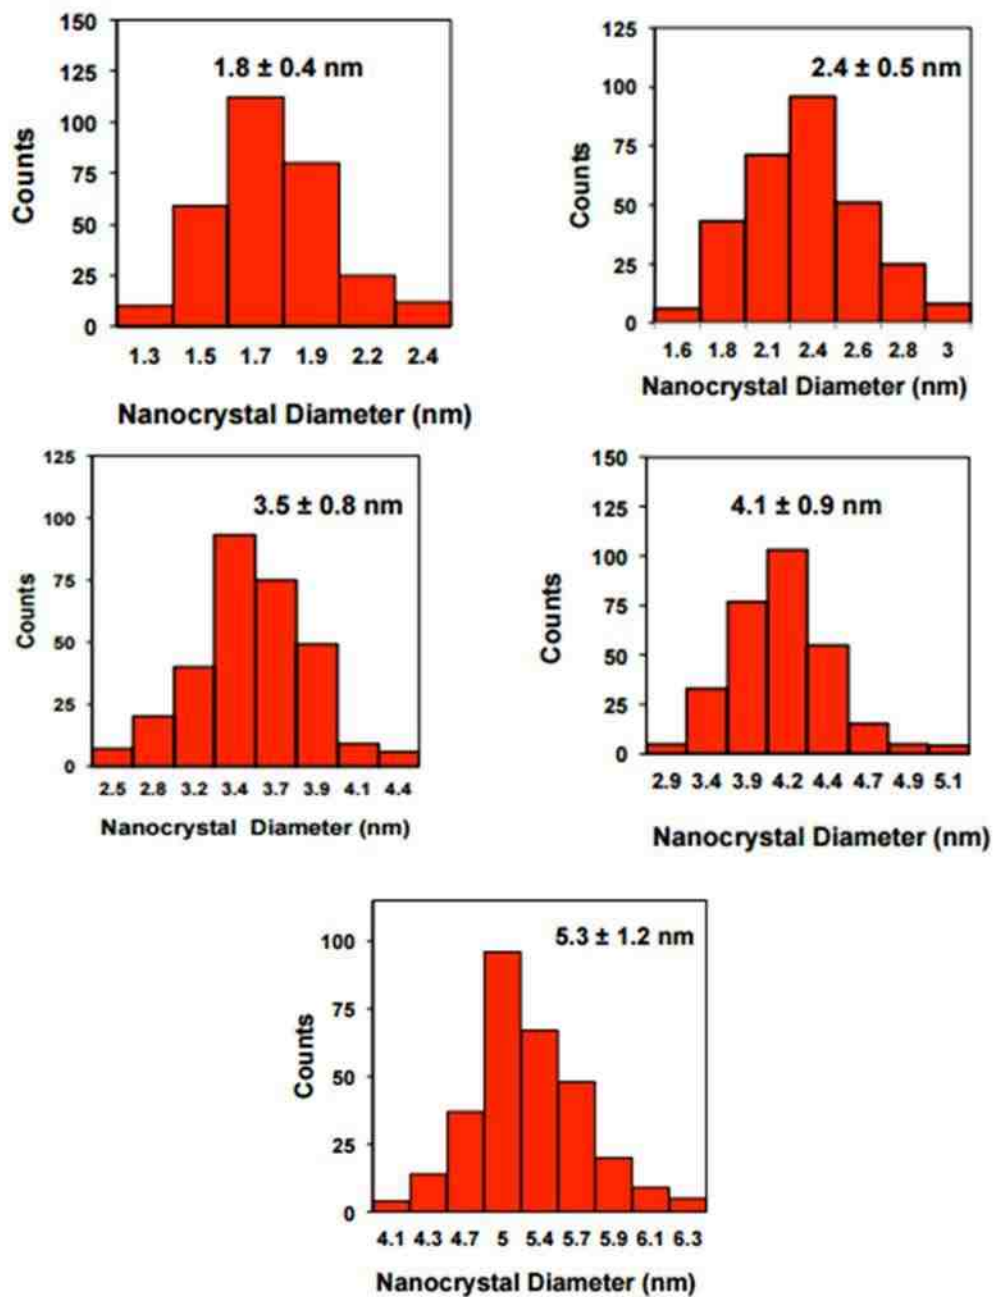 150
1.8 ± 0.4 nm
125
100
75
50
25
0
Counts
1.3 1.5 1.7 1.9 2.2 2.4
Nanocrystal Diameter (nm)
125
2.4 ± 0.5 nm
100
75
50
25
0
Counts
1.6 1.8 2.1 2.4 2.6 2.8 3
Nanocrystal Diameter (nm)
125
3.5 ± 0.8 nm
100
75
50
25
0
Counts
2.5 2.8 3.2 3.4 3.7 3.9 4.1 4.4
Nanocrystal Diameter (nm)
150
4.1 ± 0.9 nm
125
100
75
50
25
0
Counts
2.9 3.4 3.9 4.2 4.4 4.7 4.9 5.1
Nanocrystal Diameter (nm)
5.3 ± 1.2 nm
100
75
50
25
0
Counts
4.1 4.3 4.7 5 5.4 5.7 5.9 6.1 6.3
Nanocrystal Diameter (nm)